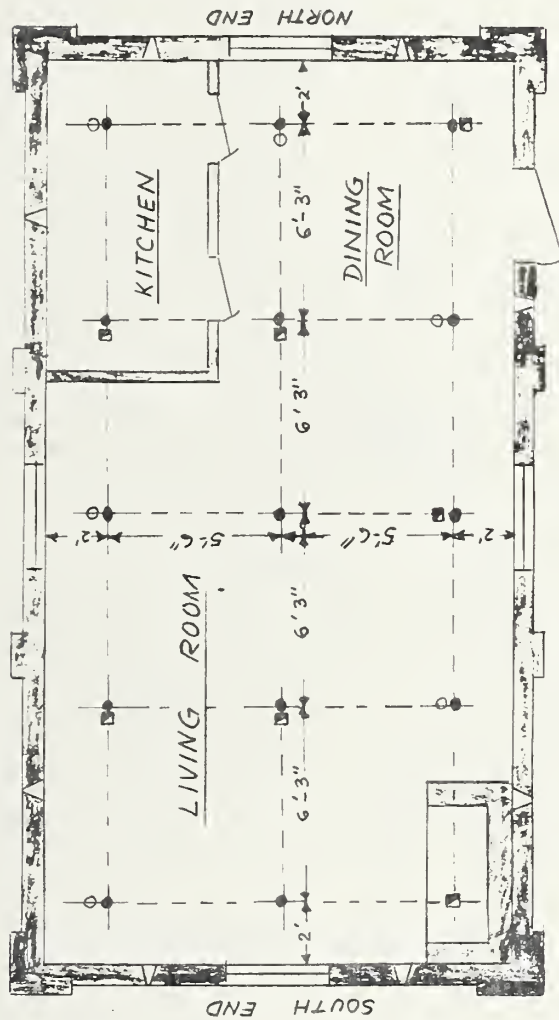 NORTH END
KITCHEN
DINING
ROOM
2'
6'-3"
6' 3"
2'
5'-6"
5'-6"
2'
LIVING ROOM
6' 3"
6'-3"
2'
SOUTH END